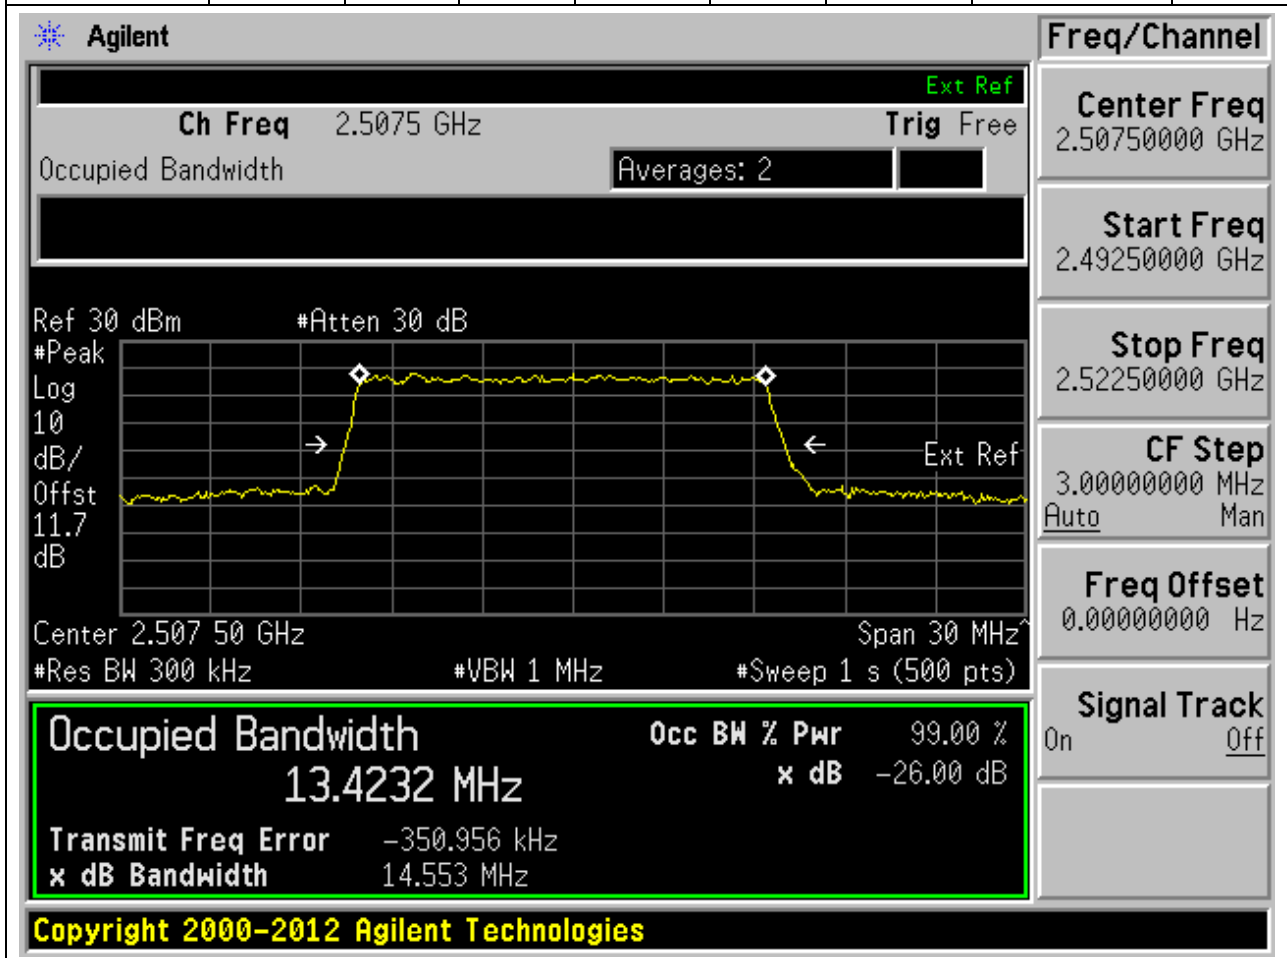 Agilent
Freq/Channel
Ext Ref
Ch Freq 2.5075 GHz Trig Free
Occupied Bandwidth Averages: 2
Center Freq
2.50750000 GHz
Start Freq
2.49250000 GHz
Stop Freq
2.52250000 GHz
CF Step
3.00000000 MHz
Auto Man
Freq Offset
0.00000000 Hz
Signal Track
On Off
Ref 30 dBm #Atten 30 dB
#Peak
Log
10
dB/
Offst
11.7
dB
Ext Ref
Center 2.507 50 GHz Span 30 MHz^
#Res BW 300 kHz #VBW 1 MHz #Sweep 1 s (500 pts)
Occupied Bandwidth
13.4232 MHz
Occ BW % Pwr 99.00 %
x dB -26.00 dB
Transmit Freq Error -350.956 kHz
x dB Bandwidth 14.553 MHz
Copyright 2000-2012 Agilent Technologies